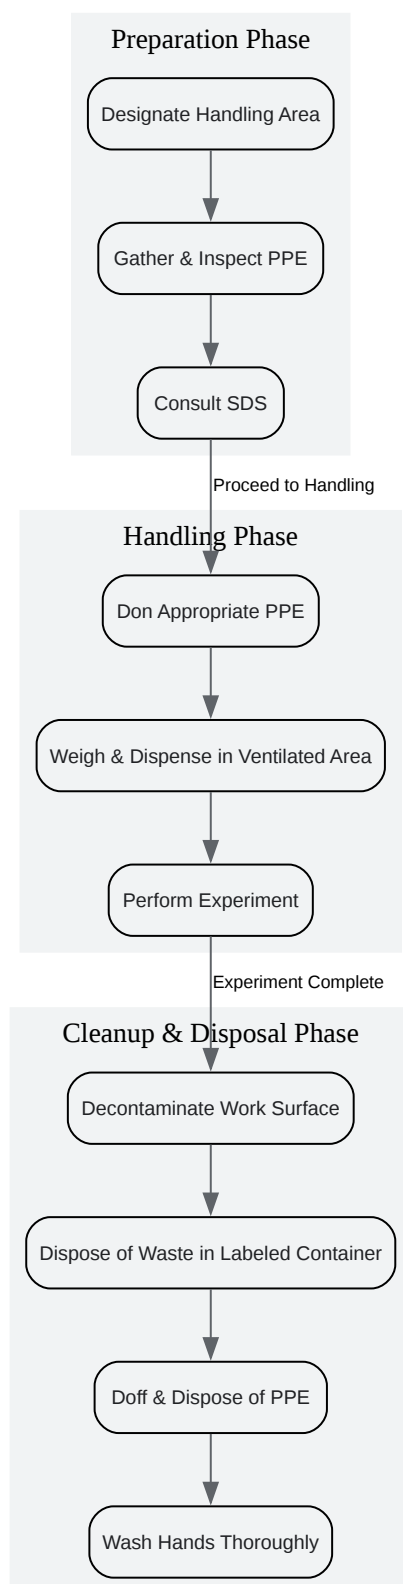 Preparation Phase
Designate Handling Area
Gather & Inspect PPE
Consult SDS
Proceed to Handling
Handling Phase
Don Appropriate PPE
Weigh & Dispense in Ventilated Area
Perform Experiment
Experiment Complete
Cleanup & Disposal Phase
Decontaminate Work Surface
Dispose of Waste in Labeled Container
Doff & Dispose of PPE
Wash Hands Thoroughly